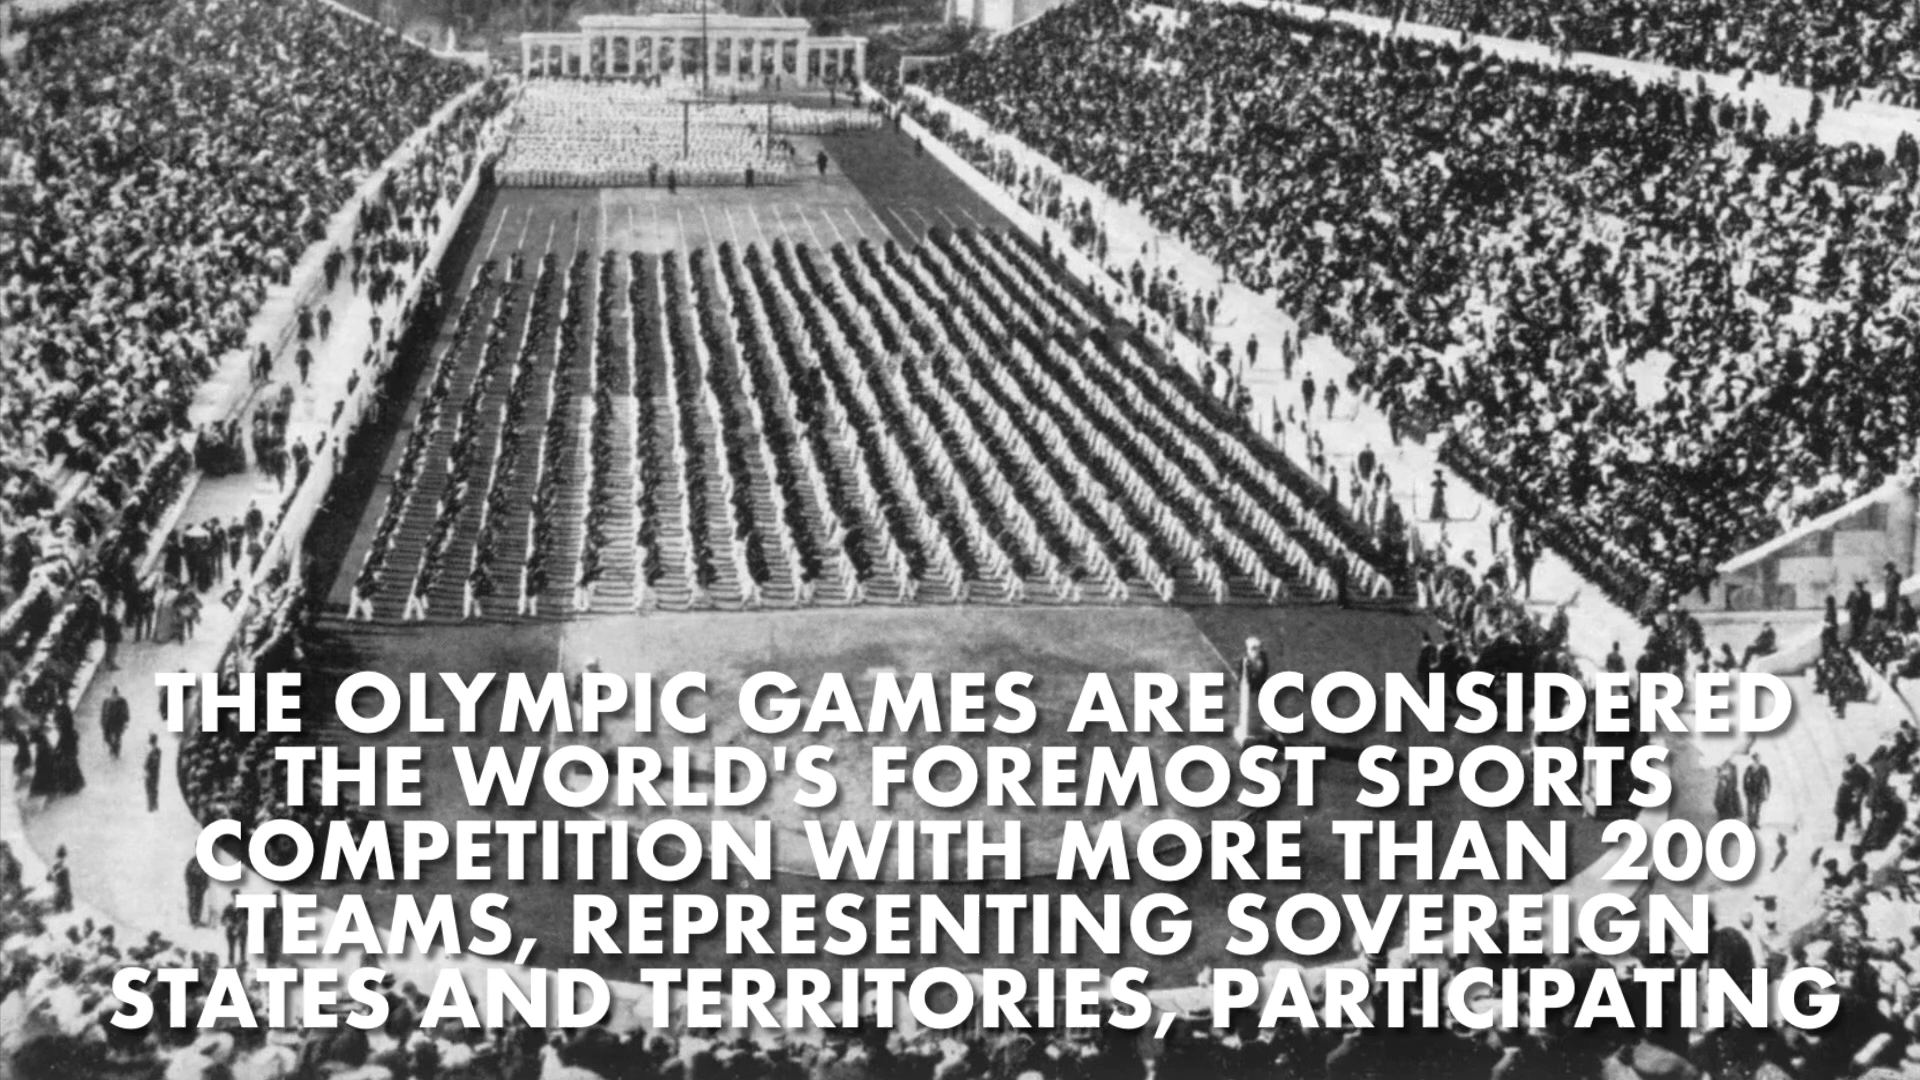 THE OLYMPIC GAMES ARE CONSIDERED
THE WORLD'S FOREMOST SPORTS
COMPETITION WITH MORE THAN 200
TEAMS, REPRESENTING SOVEREIGN
STATES AND TERRITORIES, PARTICIPATING